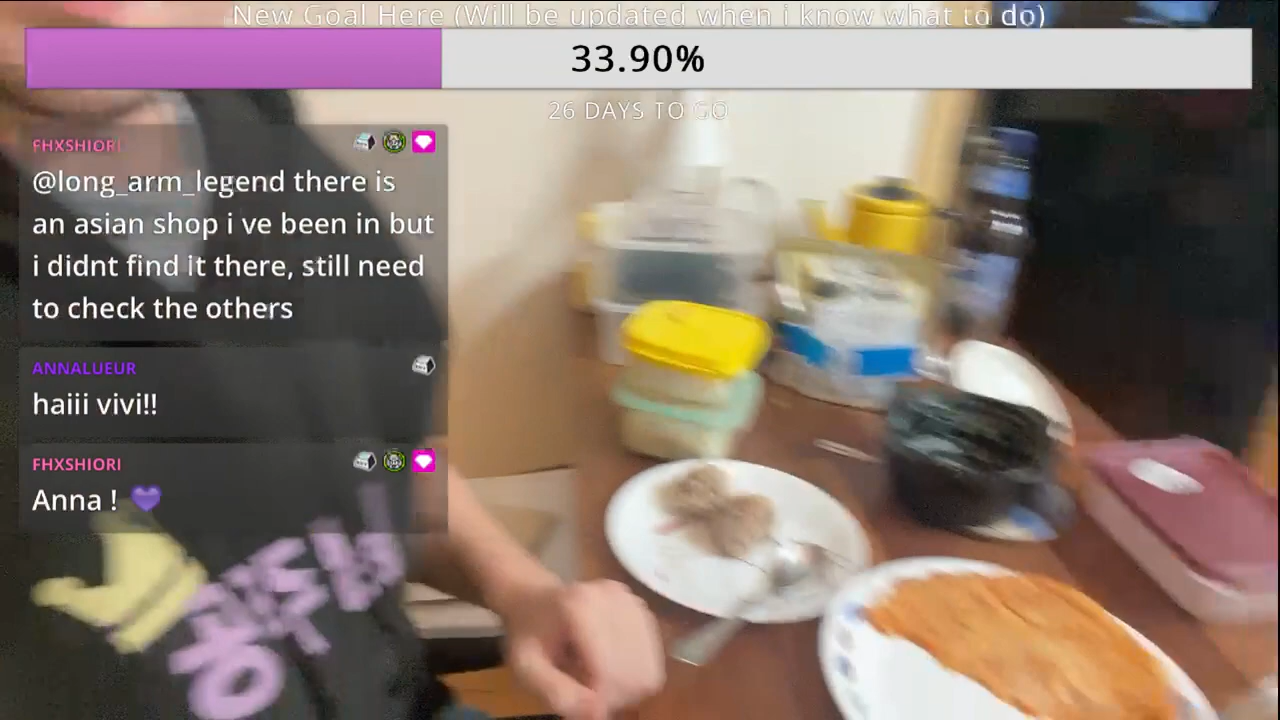 New Goal Here (Will be updated when i know what to do)
33.90%
26 DAYS TO GO
FHXSHIORI
@long_arm_legend there is
an asian shop i ve been in but
i didnt find it there, still need
to check the others
ANNALUEUR
haiii vivi!!
FHXSHIORI
Anna ! 💜